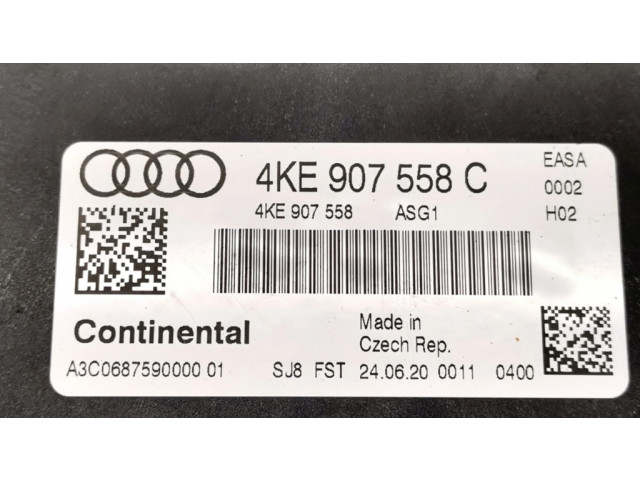 4KE 907 558 C
EASA
0002
H02
4KE 907 558 ASG1
Continental
Made in
Czech Rep.
A3C0687590000 01 SJ8 FST 24.06.20 0011 0400